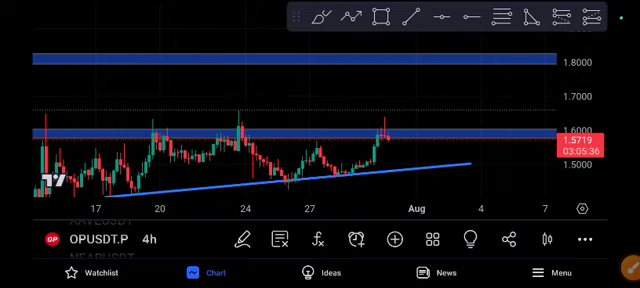 1.8000
1.7000
1.6000
1.5719
03:05:36
1.5000
17 20 24 27 Aug 4 7
OPUSDT.P 4h
Watchlist Chart Ideas News Menu